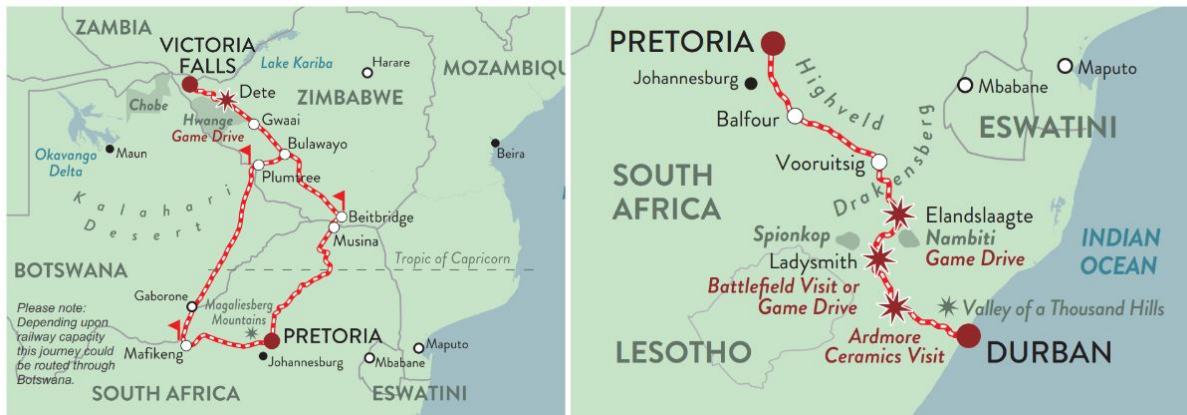 ZAMBIA
VICTORIA
FALLS
Lake Kariba
Harare
MOZAMBIQU
Dete
ZIMBABWE
Chobe
Hwange
Game Drive
Gwaai
Okavango
Delta
Maun
Bulawayo
Beira
Plumtree
Kalahari
Desert
Beitbridge
Musina
Tropic of Capricorn
BOTSWANA
Gaborone
Magaliesberg
Mountains
Please note:
Depending upon
railway capacity
this journey could
be routed through
Botswana.
PRETORIA
Mafikeng
Johannesburg
Maputo
Mbabane
SOUTH AFRICA
ESWATINI
PRETORIA
Johannesburg
Highveld
Maputo
Mbabane
Balfour
ESWATINI
Vooruitsig
Drakensberg
SOUTH
AFRICA
Elandslaagte
Spionkop
Nambiti
Game Drive
INDIAN
OCEAN
Ladysmith
Battlefield Visit or
Game Drive
Valley of a Thousand Hills
Ardmore
Ceramics Visit
LESOTHO
DURBAN